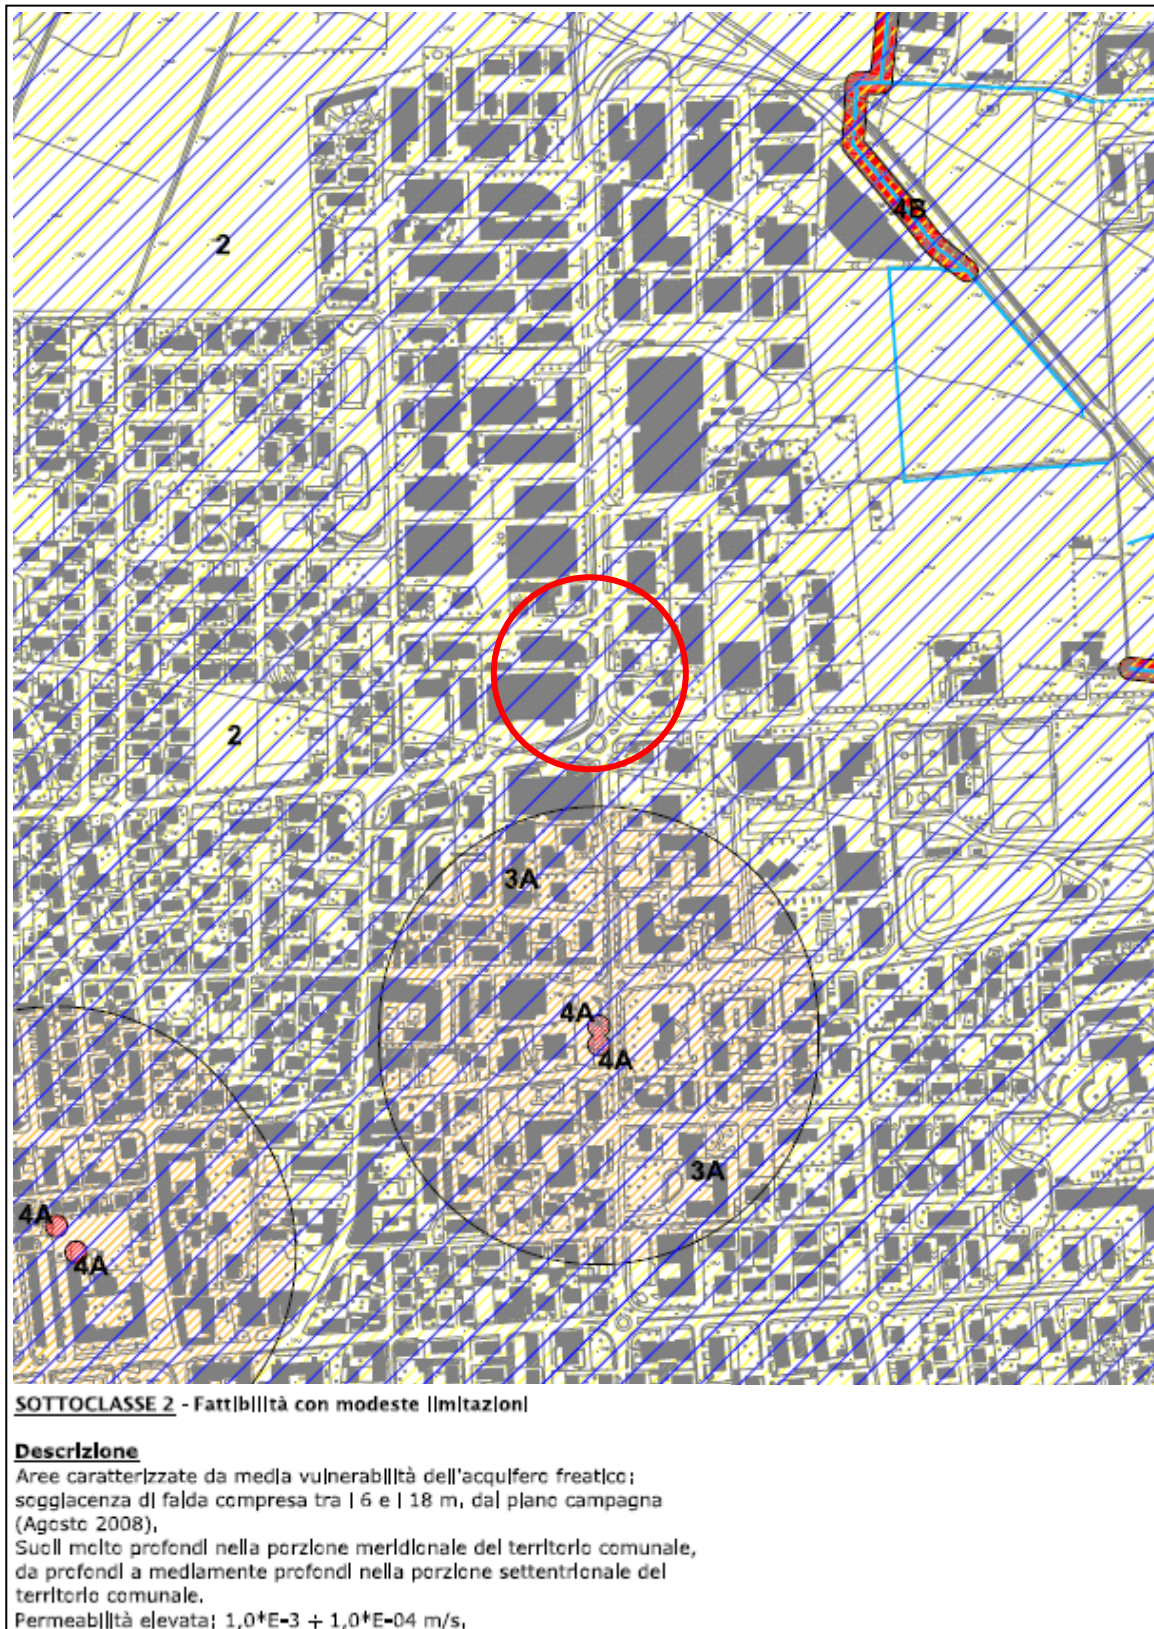 4B
2
2
3A
4A
4A
3A
4A
4A
SOTTOCLASSE 2 - Fattibilità con modeste limitazioni
Descrizione
Aree caratterizzate da media vulnerabilità dell'acquifero freatico;
soggiacenza di falda compresa tra i 6 e i 18 m. dal piano campagna
(Agosto 2008).
Suoli molto profondi nella porzione meridionale del territorio comunale,
da profondi a mediamente profondi nella porzione settentrionale del
territorio comunale.
Permeabilità elevata: 1,0*E-3 ÷ 1,0*E-04 m/s.